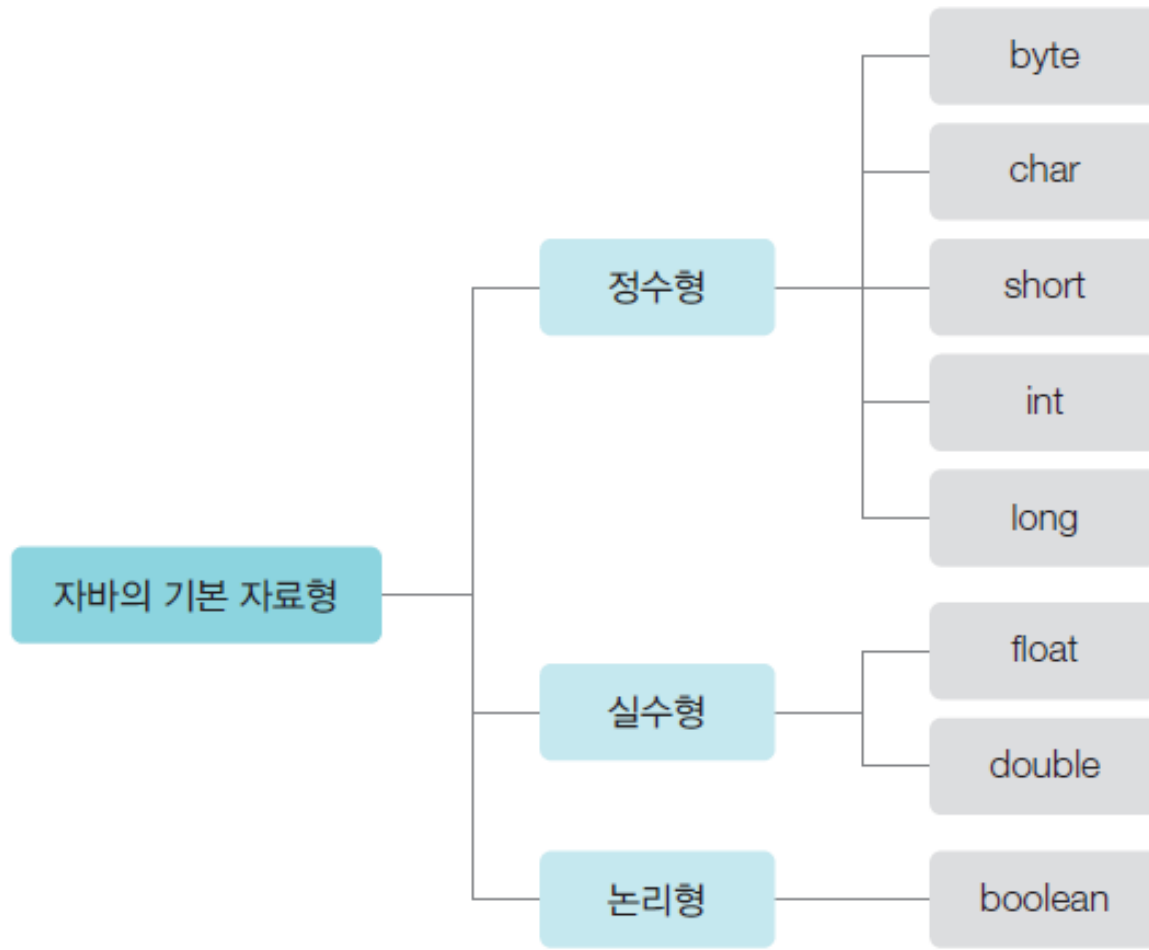 자바의 기본 자료형
정수형
byte
char
short
int
long
실수형
float
double
논리형
boolean